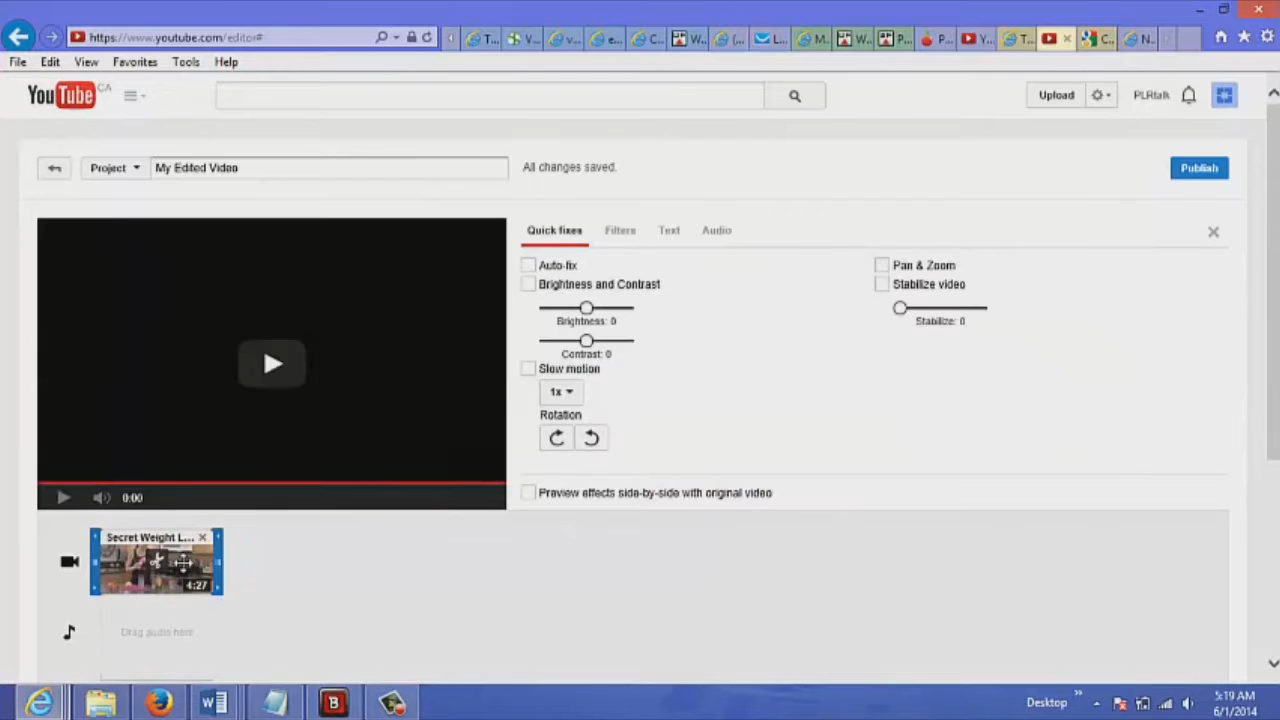 https://www.youtube.com/editor#
T...
V...
v...
e...
C...
W...
(...
L...
M...
W...
P...
P...
Y...
T...
C...
N...
File Edit View Favorites Tools Help
YouTube CA
Upload
PLRtalk
Project
My Edited Video
All changes saved.
Publish
Quick fixes Filters Text Audio
Auto-fix
Pan & Zoom
Brightness and Contrast
Stabilize video
Brightness: 0
Stabilize: 0
Contrast: 0
Slow motion
1x
Rotation
0:00
Preview effects side-by-side with original video
Secret Weight L...
4:27
Drag audio here
Desktop
5:19 AM
6/1/2014